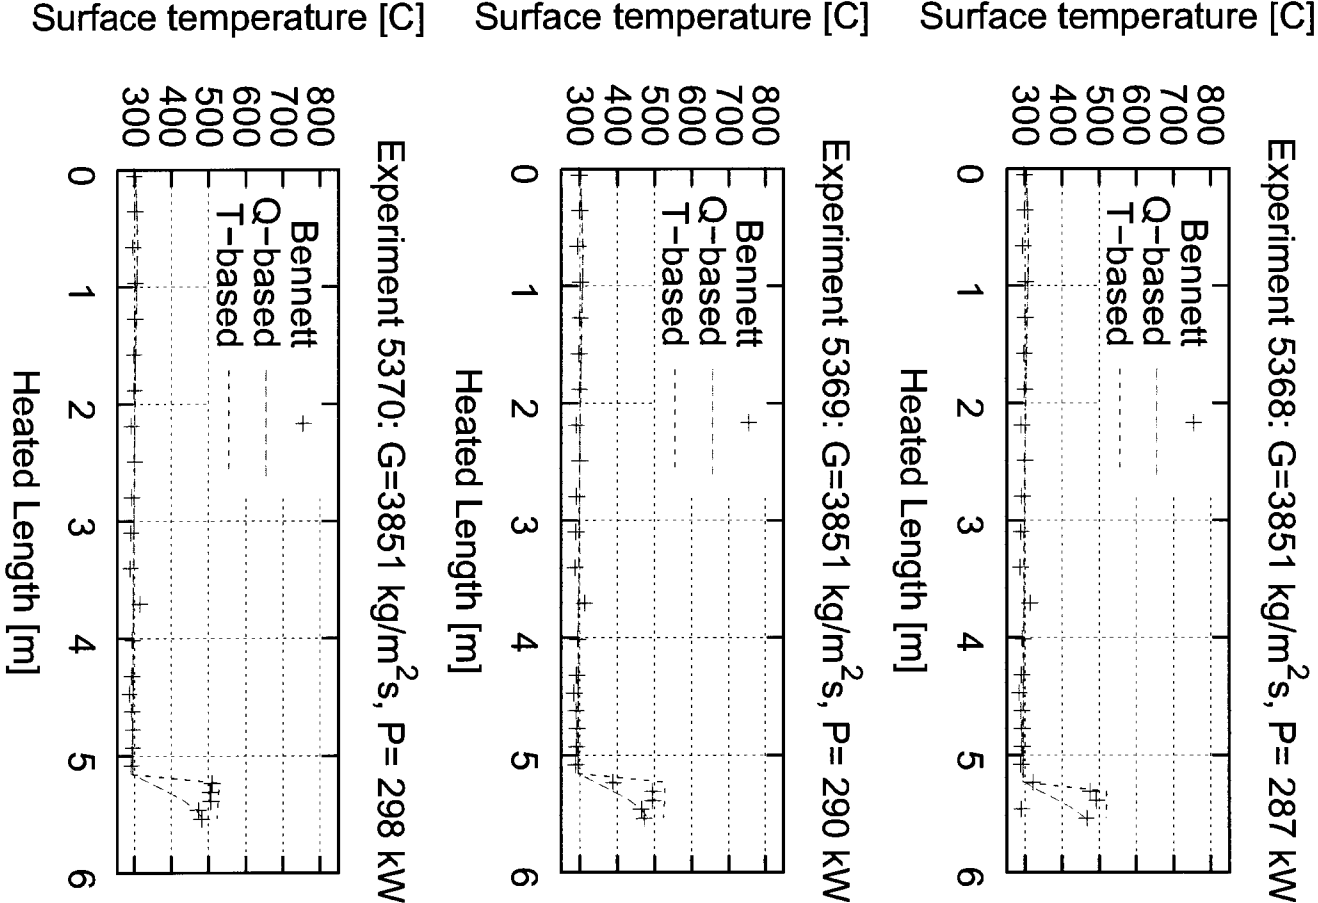 Experiment 5368: G=3851 kg/m²s, P= 287 kW
Surface temperature [C]
800
700
600
500
400
300
Bennett
Q-based
T-based
0 1 2 3 4 5 6
Heated Length [m]
Experiment 5369: G=3851 kg/m²s, P= 290 kW
Surface temperature [C]
800
700
600
500
400
300
Bennett
Q-based
T-based
0 1 2 3 4 5 6
Heated Length [m]
Experiment 5370: G=3851 kg/m²s, P= 298 kW
Surface temperature [C]
800
700
600
500
400
300
Bennett
Q-based
T-based
0 1 2 3 4 5 6
Heated Length [m]